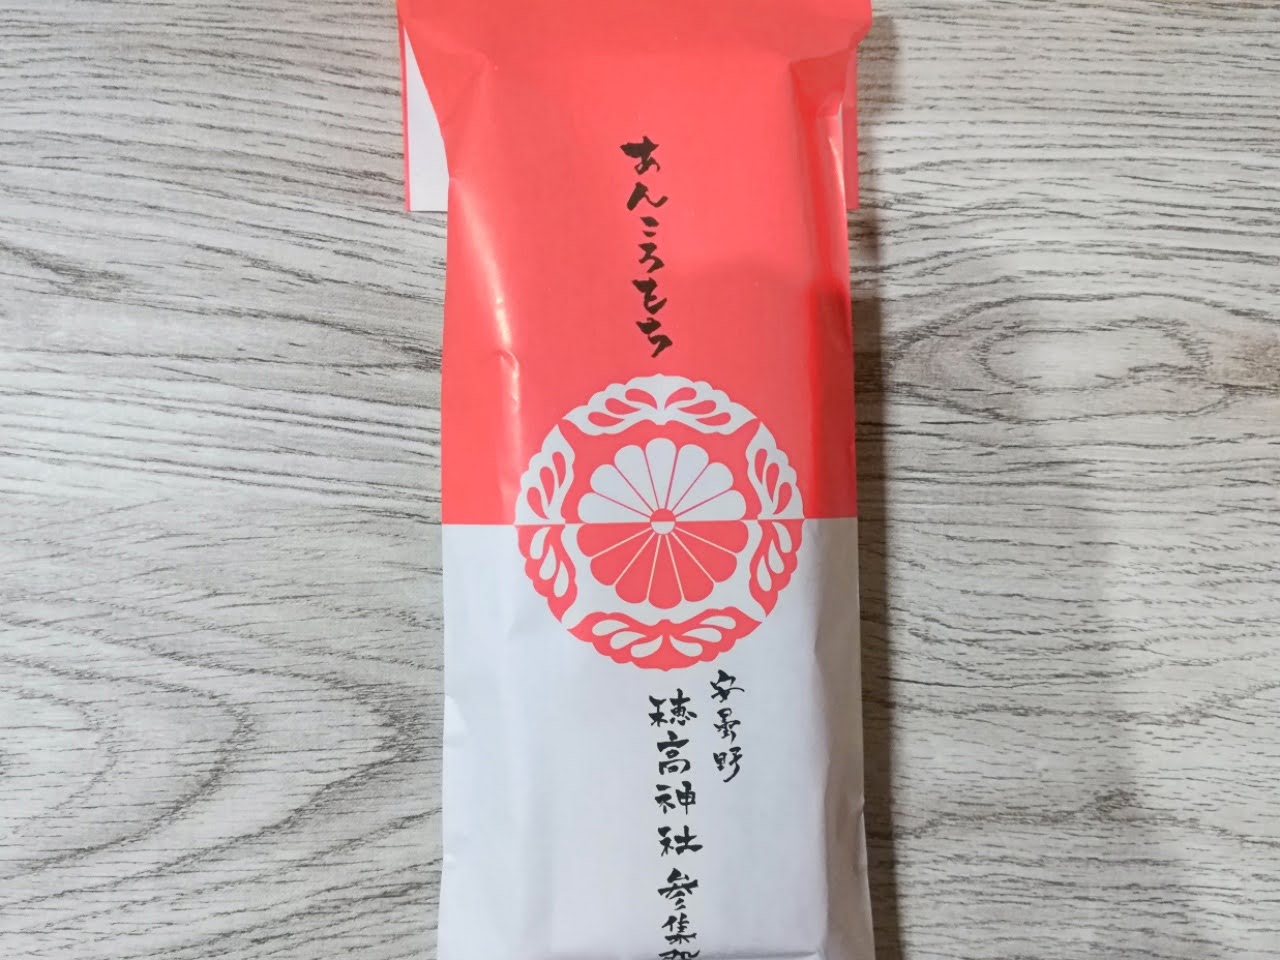 あんころもち
安曇野
穂高神社 参集